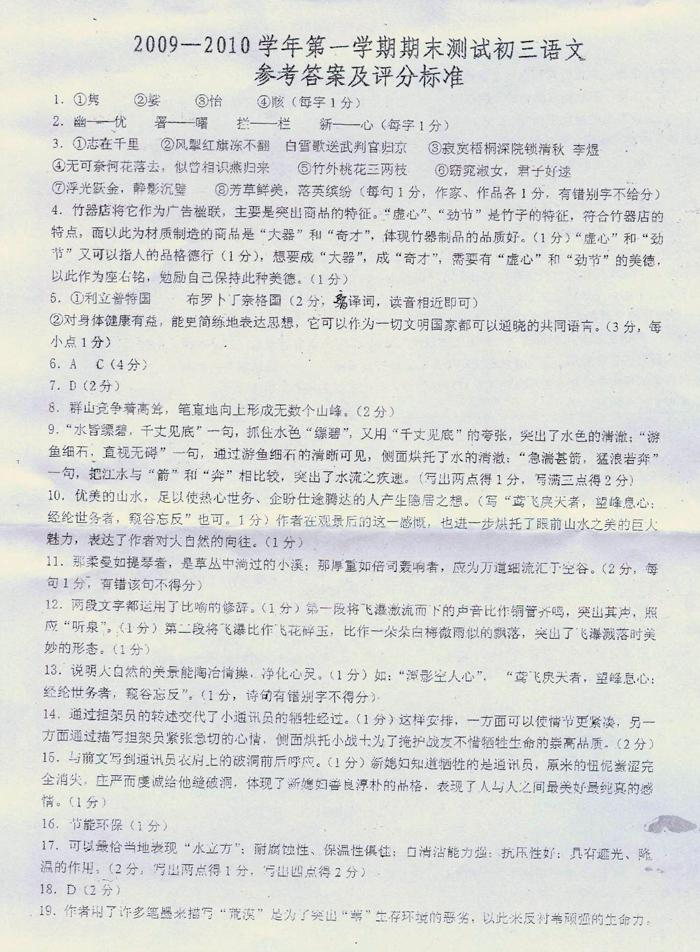 2009—2010 学年第一学期期末测试初三语文
参考答案及评分标准
1．①隽　②娑　③怡　④赅（每字1分）
2．幽——优　署——曙　拦——栏　新——心（每字1分）
3．①志在千里　②风掣红旗冻不翻　白雪歌送武判官归京　③寂寞梧桐深院锁清秋 李煜
④无可奈何花落去，似曾相识燕归来　⑤竹外桃花三两枝　⑥窈窕淑女，君子好逑
⑦浮光跃金，静影沉璧　⑧芳草鲜美，落英缤纷（每句1分，作家、作品各1分，有错别字不给分）
4．竹器店将它作为广告楹联，主要是突出商品的特征。“虚心”、“劲节”是竹子的特征，符合竹器店的
特点，而以此为材质制造的商品是“大器”和“奇才”，体现竹器制品的品质好。（1分）“虚心”和“劲
节”又可以指人的品格德行（1分），想要成“大器”，成“奇才”，需要有“虚心”和“劲节”的美德，
以此作为座右铭，勉励自己保持此种美德。（1分）
5．①利立普特国　布罗卜丁奈格国（2分，翻译词，读音相近即可）
②对身体健康有益，能更简练地表达思想，它可以作为一切文明国家都可以通晓的共同语言。（3分，每
小点1分）
6．A　C（4分）
7．D（2分）
8．群山竞争着高耸，笔直地向上形成无数个山峰。（2分）
9．“水皆缥碧，千丈见底”一句，抓住水色“缥碧”，又用“千丈见底”的夸张，突出了水色的清澈；“游
鱼细石，直视无碍”一句，通过游鱼细石的清晰可见，侧面烘托了水的清澈；“急湍甚箭，猛浪若奔”
一句，把江水与“箭”和“奔”相比较，突出了水流之疾速。（写出两点得1分，写满三点得2分）
10．优美的山水，足以使热心世务、企盼仕途腾达的人产生隐居之想。（写“鸢飞戾天者，望峰息心；
经纶世务者，窥谷忘反”也可。1分）作者在观景后的这一感慨，也进一步烘托了眼前山水之美的巨大
魅力，表达了作者对大自然的向往。（1分）
11．那柔曼如提琴者，是草丛中淌过的小溪；那厚重如倍司轰响者，应为万道细流汇于空谷。（2分，每
句1分，有错该句不得分）
12．两段文字都运用了比喻的修辞。（1分）第一段将飞瀑激流而下的声音比作铜管齐鸣，突出其声，照
应“听泉”。（1分）第二段将飞瀑比作飞花碎玉，比作一朵朵白梅微雨似的飘落，突出了飞瀑溅落时美
妙的形态。（1分）
13．说明大自然的美景能陶冶情操，净化心灵。（1分）如：“潭影空人心”，“鸢飞戾天者，望峰息心；
经纶世务者，窥谷忘反”。（1分，诗句有错别字不得分）
14．通过担架员的转述交代了小通讯员的牺牲经过。（1分）这样安排，一方面可以使情节更紧凑，另一
方面通过描写担架员紧张急切的心情，侧面烘托小战士为了掩护战友不惜牺牲生命的崇高品质。（2分）
15．与前文写到通讯员衣肩上的破洞前后呼应。（1分）新媳妇知道牺牲的是通讯员，原来的忸怩羞涩完
全消失，庄严而虔诚给他缝破洞，体现了新媳妇善良淳朴的品格，表现了人与人之间最美好最纯真的感
情。（1分）
16．节能环保（1分）
17．可以最恰当地表现“水立方”；耐腐蚀性、保温性俱佳；自清洁能力强；抗压性好；具有遮光、降
温的作用。（2分，写出两点得1分，写出四点得2分）
18．D（2分）
19．作者用了许多笔墨来描写“荒漠”是为了突出“苇”生存环境的恶劣，以此来反衬苇顽强的生命力。